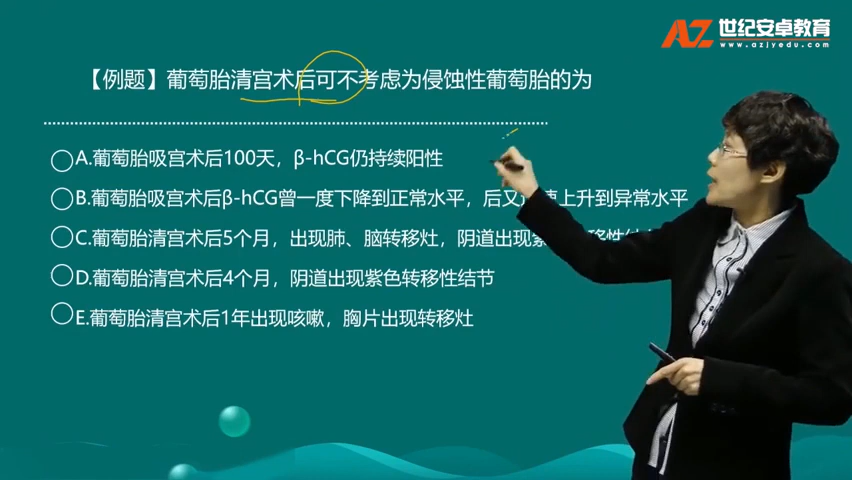 世纪安卓教育
www.azjyedu.com
【例题】葡萄胎清宫术后可不考虑为侵蚀性葡萄胎的为
A.葡萄胎吸宫术后100天，β-hCG仍持续阳性
B.葡萄胎吸宫术后β-hCG曾一度下降到正常水平，后又 上升到异常水平
C.葡萄胎清宫术后5个月，出现肺、脑转移灶，阴道出现 移性
D.葡萄胎清宫术后4个月，阴道出现紫色转移性结节
E.葡萄胎清宫术后1年出现咳嗽，胸片出现转移灶